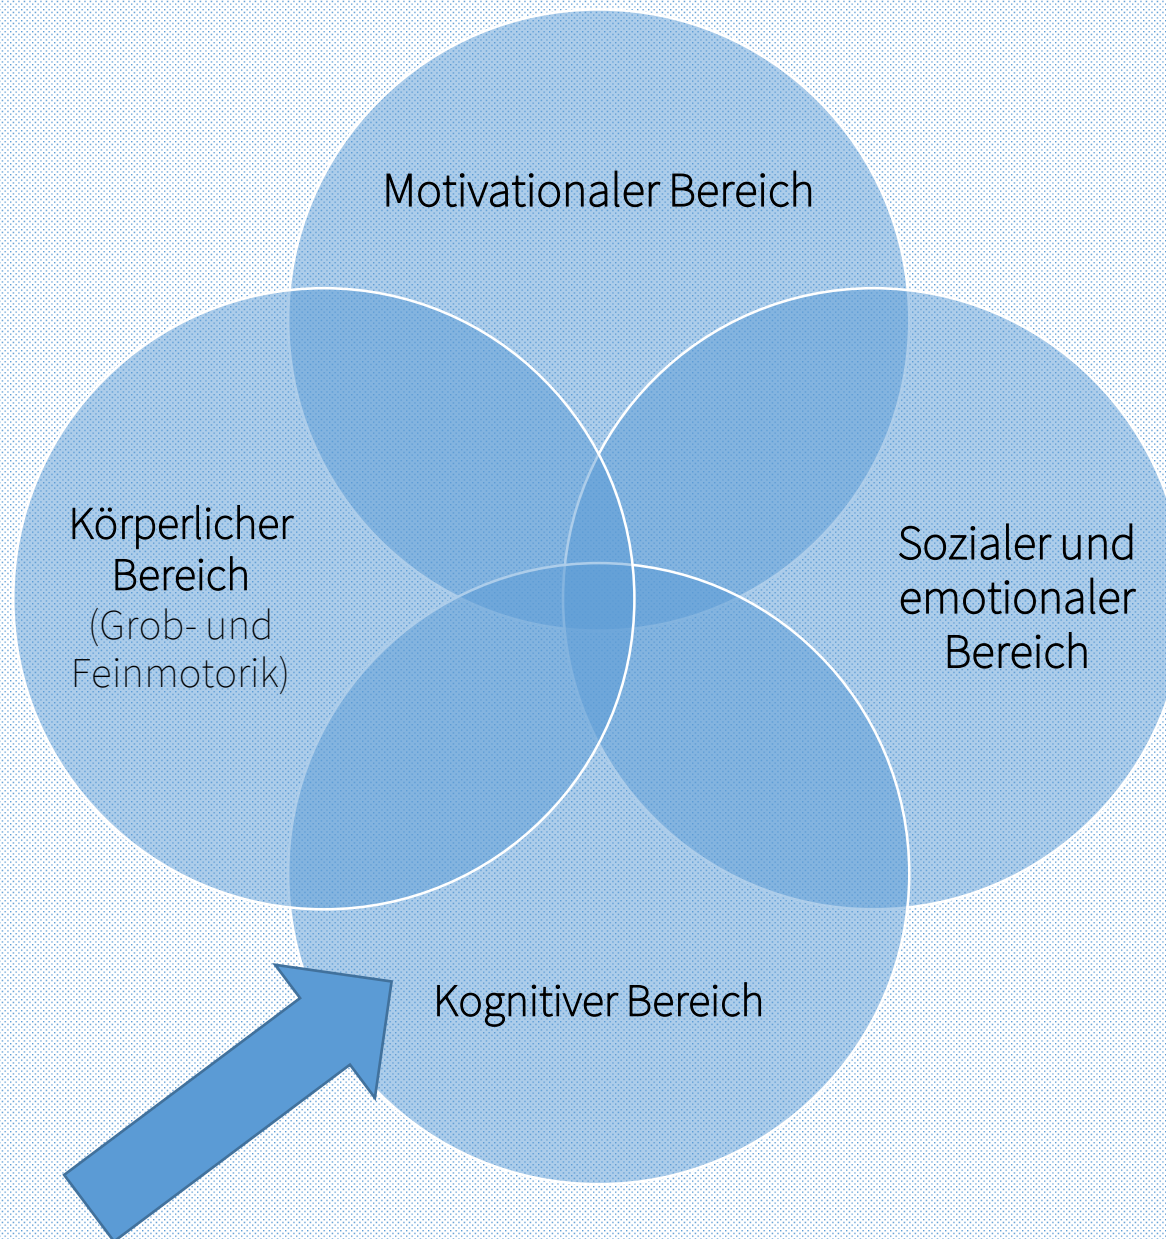 Motivationaler Bereich
Körperlicher
Bereich
(Grob- und
Feinmotorik)
Sozialer und
emotionaler
Bereich
Kognitiver Bereich